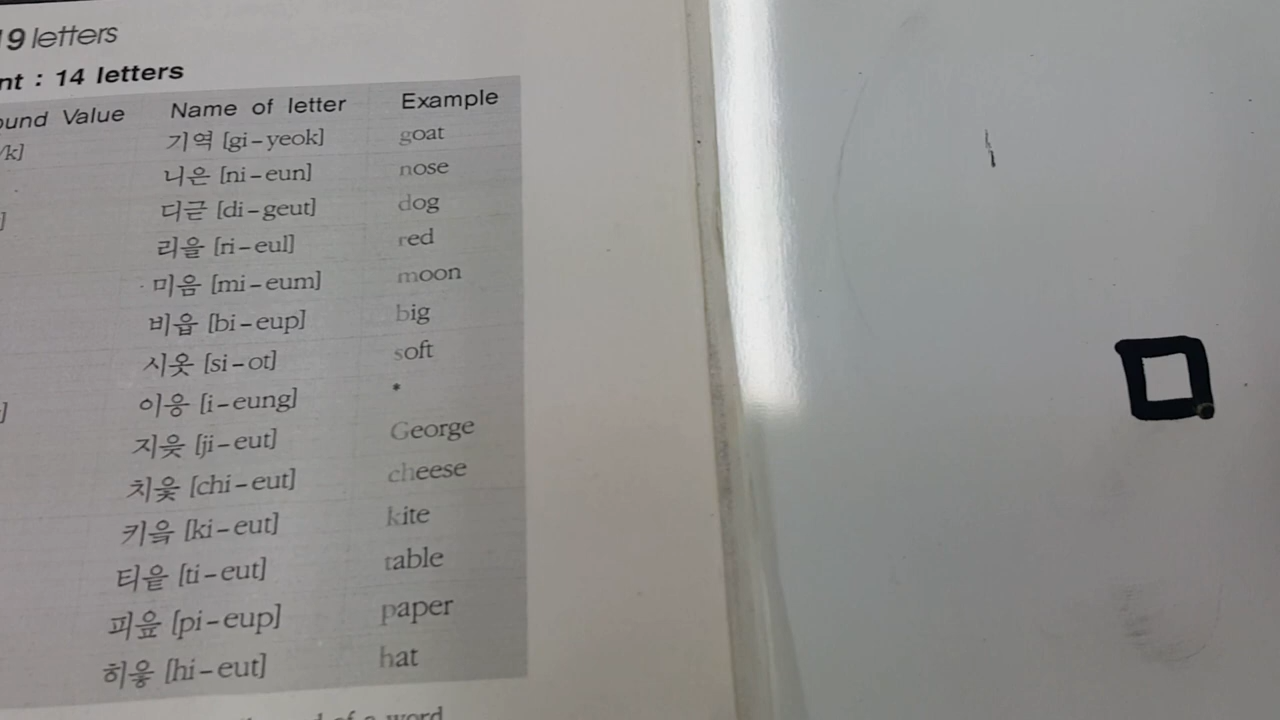 19 letters
nt : 14 letters
ound Value Name of letter Example
/k] 기역 [gi-yeok] goat
니은 [ni-eun] nose
] 디귿 [di-geut] dog
리을 [ri-eul] red
미음 [mi-eum] moon
비읍 [bi-eup] big
시옷 [si-ot] soft
] 이응 [i-eung] *
지읒 [ji-eut] George
치읓 [chi-eut] cheese
키읔 [ki-eut] kite
티읕 [ti-eut] table
피읖 [pi-eup] paper
히읗 [hi-eut] hat
of a word
ㅁ